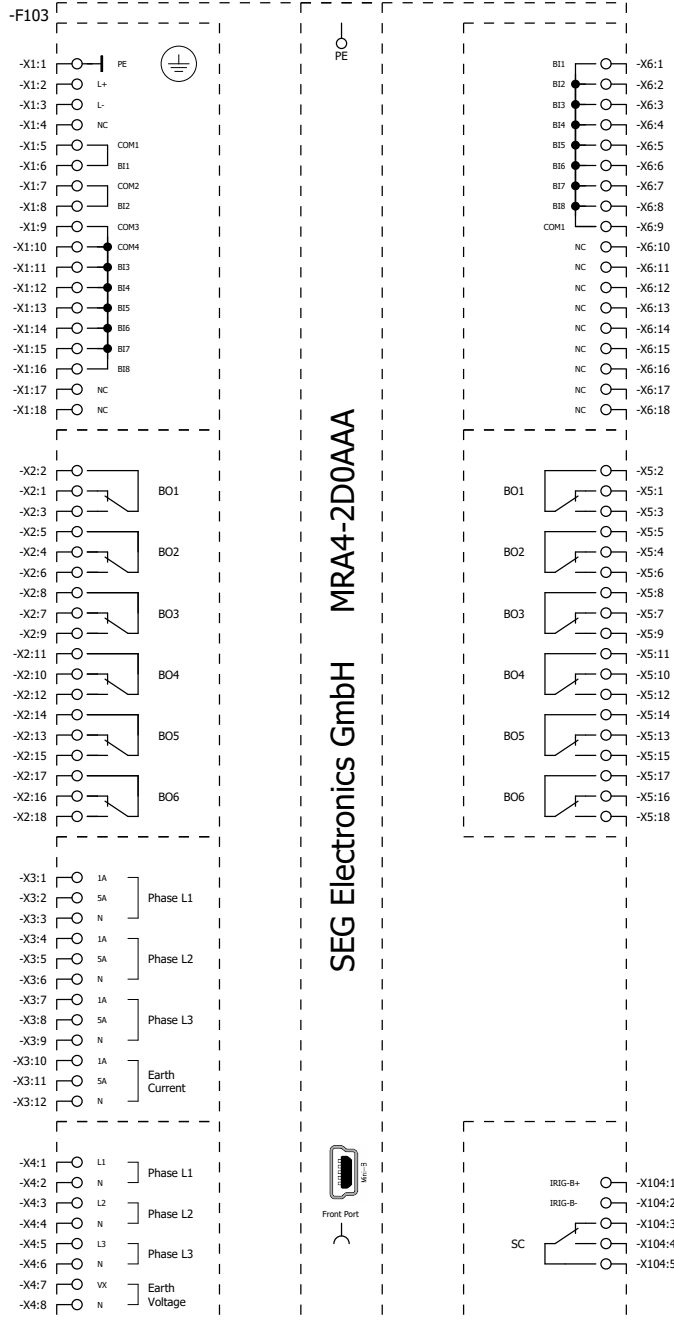 -F103
PE
-X1:1 PE
-X1:2 L+
-X1:3 L-
-X1:4 NC
-X1:5 COM1
-X1:6 BI1
-X1:7 COM2
-X1:8 BI2
-X1:9 COM3
-X1:10 COM4
-X1:11 BI3
-X1:12 BI4
-X1:13 BI5
-X1:14 BI6
-X1:15 BI7
-X1:16 BI8
-X1:17 NC
-X1:18 NC
-X2:2
-X2:1 BO1
-X2:3
-X2:5
-X2:4 BO2
-X2:6
-X2:8
-X2:7 BO3
-X2:9
-X2:11
-X2:10 BO4
-X2:12
-X2:14
-X2:13 BO5
-X2:15
-X2:17
-X2:16 BO6
-X2:18
-X3:1 1A
-X3:2 5A Phase L1
-X3:3 N
-X3:4 1A
-X3:5 5A Phase L2
-X3:6 N
-X3:7 1A
-X3:8 5A Phase L3
-X3:9 N
-X3:10 1A
-X3:11 5A Earth Current
-X3:12 N
-X4:1 L1
Phase L1
-X4:2 N
-X4:3 L2
Phase L2
-X4:4 N
-X4:5 L3
Phase L3
-X4:6 N
-X4:7 VX
Earth Voltage
-X4:8 N
SEG Electronics GmbH MRA4-2D0AAA
Mini-B
Front Port
BI1 -X6:1
BI2 -X6:2
BI3 -X6:3
BI4 -X6:4
BI5 -X6:5
BI6 -X6:6
BI7 -X6:7
BI8 -X6:8
COM1 -X6:9
NC -X6:10
NC -X6:11
NC -X6:12
NC -X6:13
NC -X6:14
NC -X6:15
NC -X6:16
NC -X6:17
NC -X6:18
-X5:2
BO1 -X5:1
-X5:3
-X5:5
BO2 -X5:4
-X5:6
-X5:8
BO3 -X5:7
-X5:9
-X5:11
BO4 -X5:10
-X5:12
-X5:14
BO5 -X5:13
-X5:15
-X5:17
BO6 -X5:16
-X5:18
IRIG-B+ -X104:1
IRIG-B- -X104:2
-X104:3
SC -X104:4
-X104:5